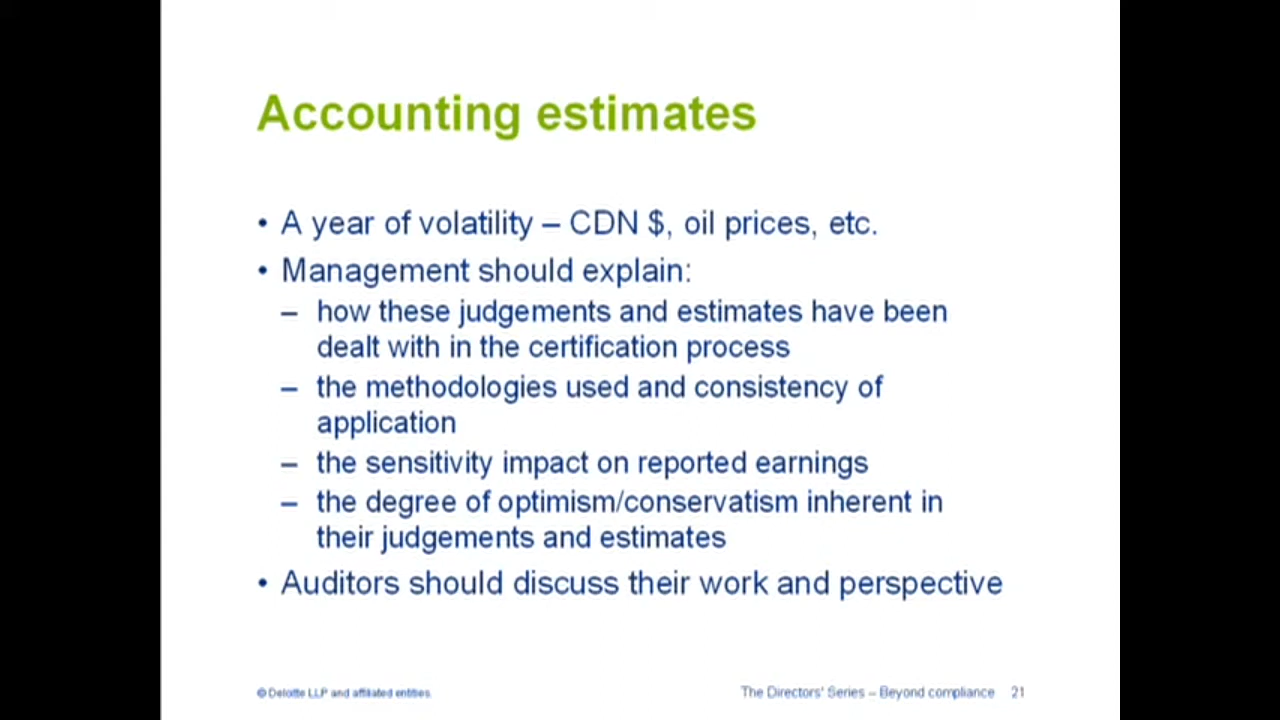 Accounting estimates
• A year of volatility – CDN $, oil prices, etc.
• Management should explain:
– how these judgements and estimates have been
dealt with in the certification process
– the methodologies used and consistency of
application
– the sensitivity impact on reported earnings
– the degree of optimism/conservatism inherent in
their judgements and estimates
• Auditors should discuss their work and perspective
© Deloitte LLP and affiliated entities.
The Directors' Series – Beyond compliance 21